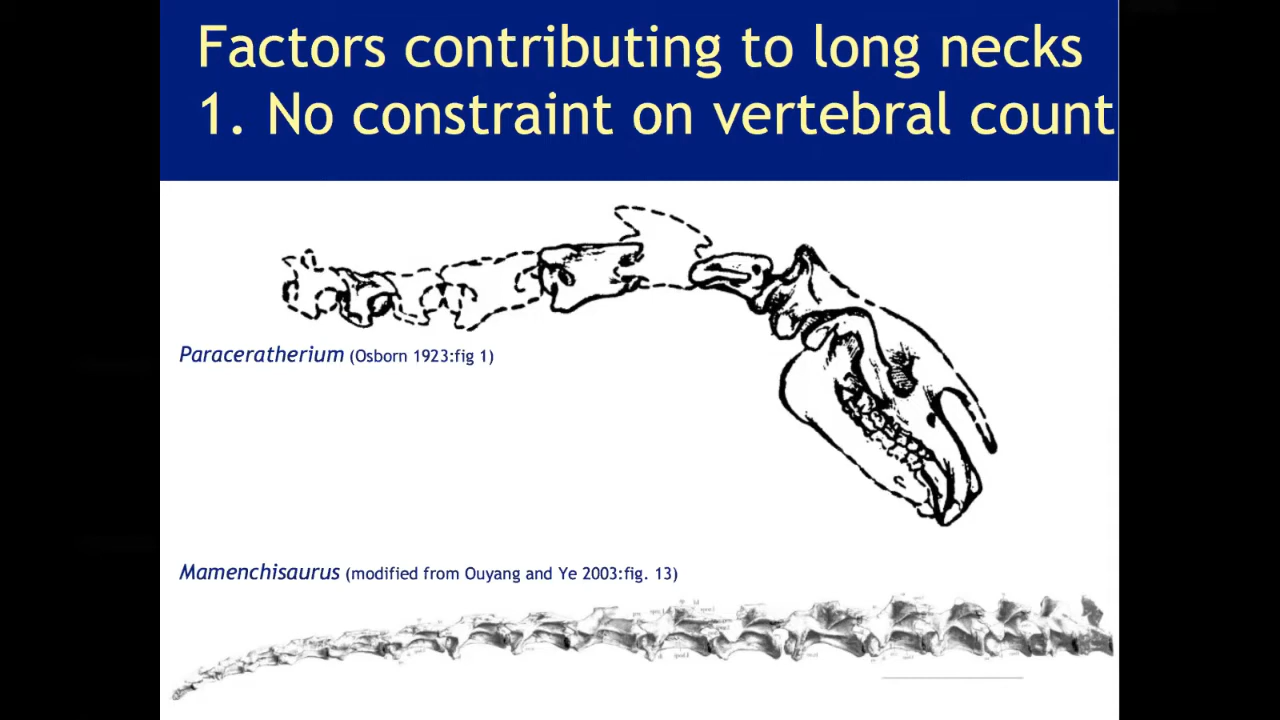 Factors contributing to long necks
1. No constraint on vertebral count
Paraceratherium (Osborn 1923:fig 1)
Mamenchisaurus (modified from Ouyang and Ye 2003:fig. 13)